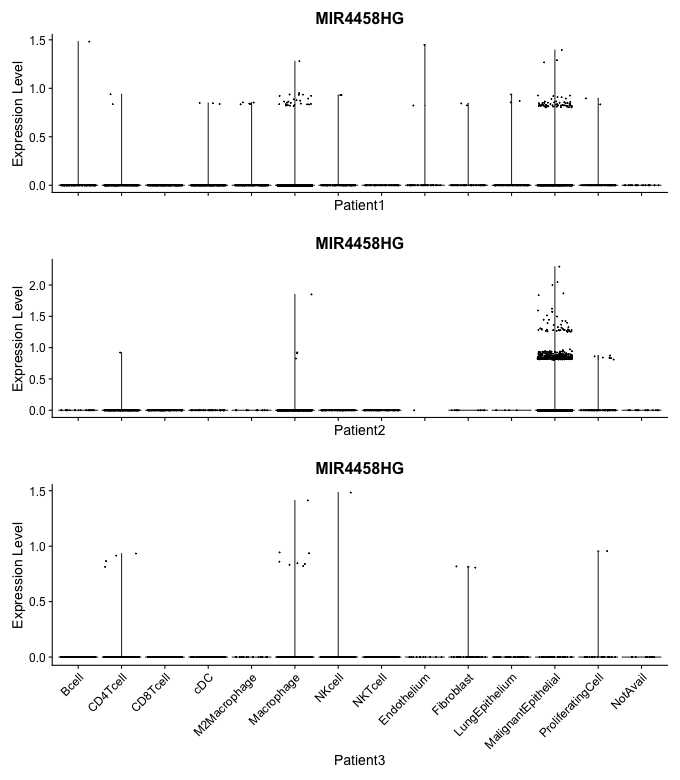 MIR4458HG
Expression Level
1.5
1.0
0.5
0.0
Patient1
MIR4458HG
Expression Level
2.0
1.5
1.0
0.5
0.0
Patient2
MIR4458HG
Expression Level
1.5
1.0
0.5
0.0
Bcell
CD4Tcell
CD8Tcell
cDC
M2Macrophage
Macrophage
NKcell
NKTcell
Endothelium
Fibroblast
LungEpithelium
MalignantEpithelial
ProliferatingCell
NotAvail
Patient3